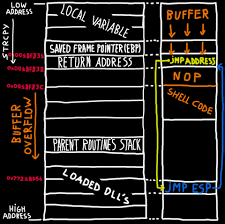 LOW
ADDRESS
LOCAL
VARIABLE
BUFFER
STRCPY
SAVED FRAME POINTER (EBP)
RETURN ADDRESS
JMP ADDRESS
NOP
SHELL CODE
BUFFER
OVERFLOW
PARENT ROUTINES STACK
LOADED DLL's
JMP ESP
HIGH
ADDRESS